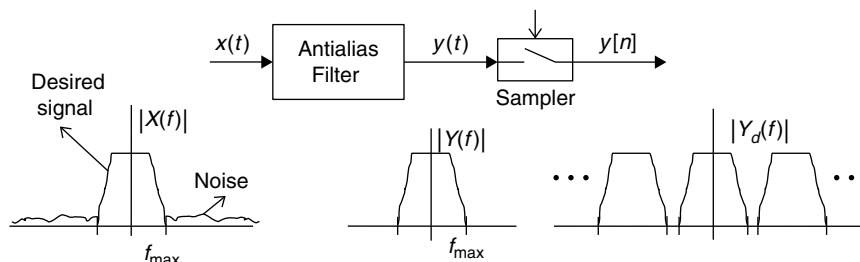 x(t)
Antialias
Filter
y(t)
y[n]
Sampler
Desired
signal
|X(f)|
Noise
f_max
|Y(f)|
f_max
|Y_d(f)|